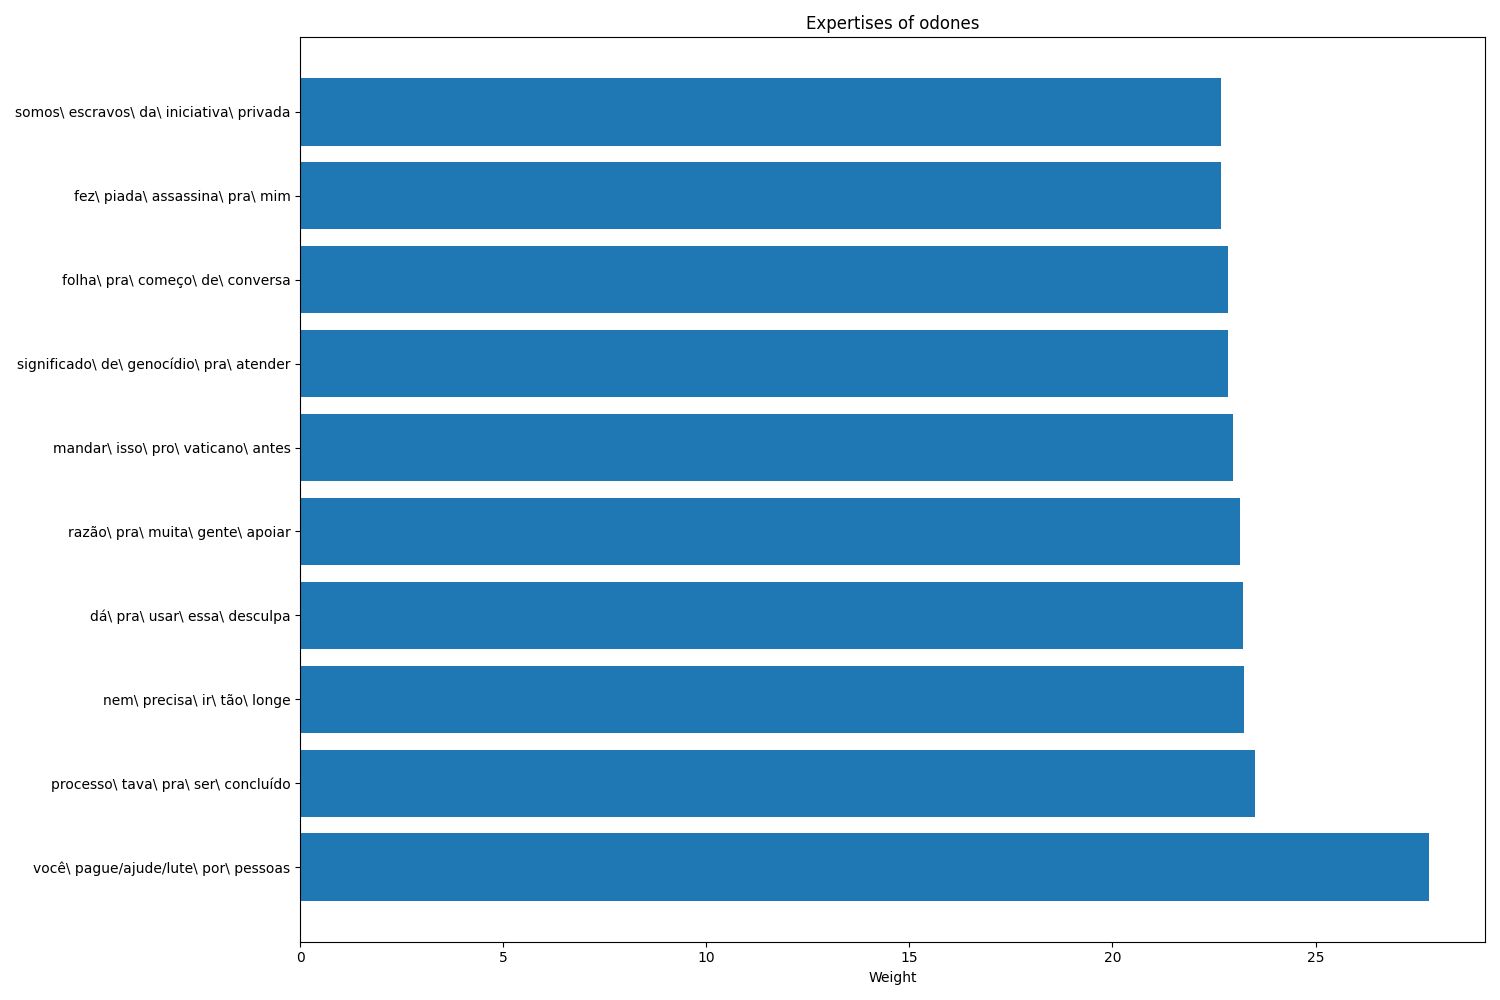 Expertises of odones
somos\ escravos\ da\ iniciativa\ privada
fez\ piada\ assassina\ pra\ mim
folha\ pra\ começo\ de\ conversa
significado\ de\ genocídio\ pra\ atender
mandar\ isso\ pro\ vaticano\ antes
razão\ pra\ muita\ gente\ apoiar
dá\ pra\ usar\ essa\ desculpa
nem\ precisa\ ir\ tão\ longe
processo\ tava\ pra\ ser\ concluído
você\ pague/ajude/lute\ por\ pessoas
0 5 10 15 20 25
Weight